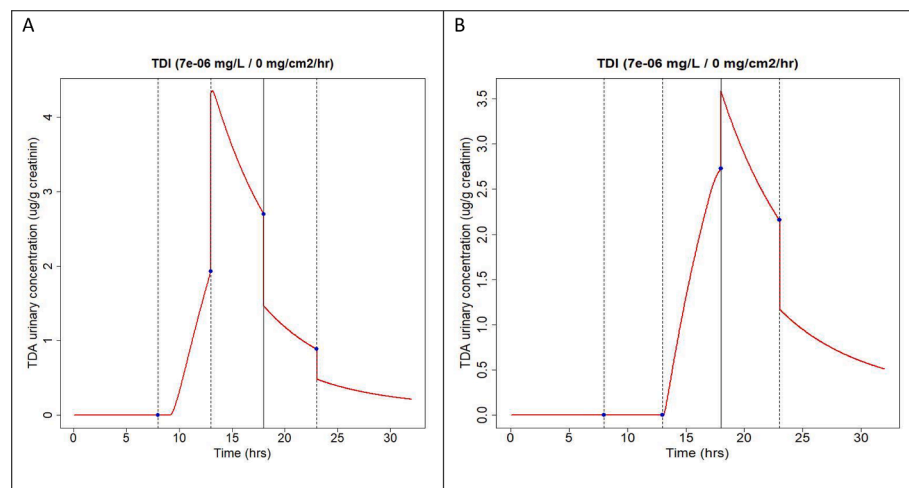 A
TDI (7e-06 mg/L / 0 mg/cm2/hr)
TDA urinary concentration (ug/g creatinin)
4
3
2
1
0
0 5 10 15 20 25 30
Time (hrs)
B
TDI (7e-06 mg/L / 0 mg/cm2/hr)
TDA urinary concentration (ug/g creatinin)
3.5
3.0
2.5
2.0
1.5
1.0
0.5
0.0
0 5 10 15 20 25 30
Time (hrs)